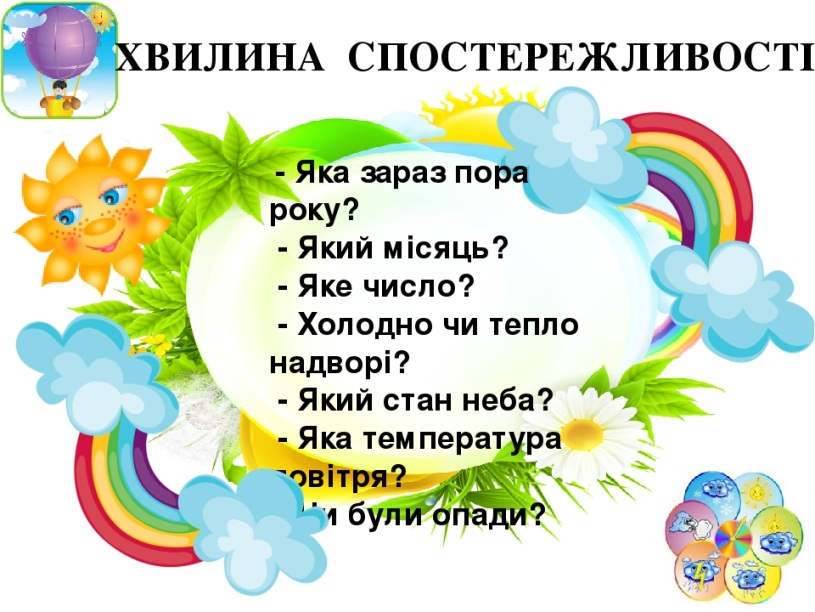 ХВИЛИНА СПОСТЕРЕЖЛИВОСТІ
- Яка зараз пора
року?
- Який місяць?
- Яке число?
- Холодно чи тепло
надворі?
- Який стан неба?
- Яка температура
повітря?
Чи були опади?